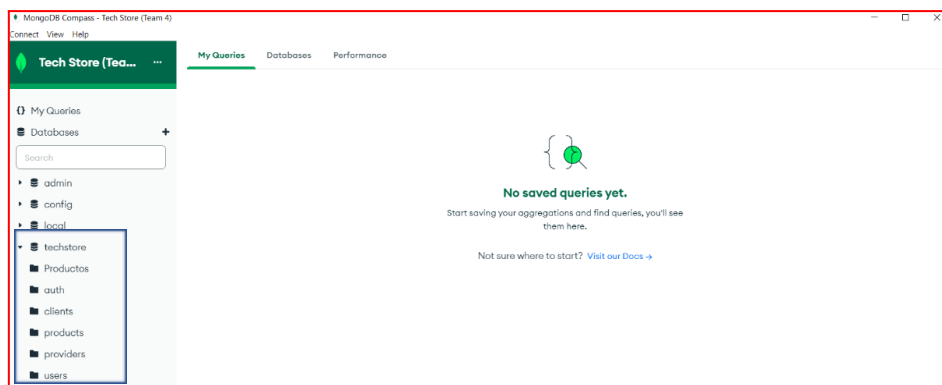 MongoDB Compass - Tech Store (Team 4)
Connect View Help
Tech Store (Tea... ...
My Queries Databases Performance
{} My Queries
Databases +
Search
admin
config
local
techstore
Productos
auth
clients
products
providers
users
No saved queries yet.
Start saving your aggregations and find queries, you'll see
them here.
Not sure where to start? Visit our Docs →